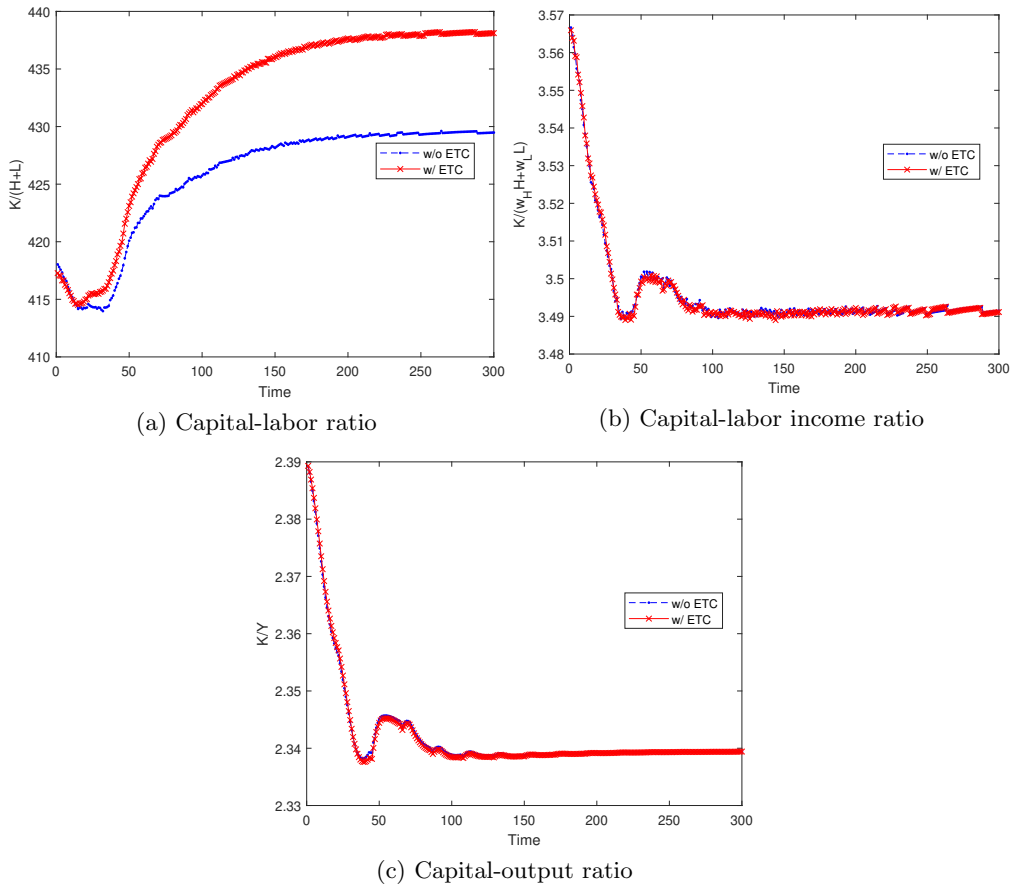 440
435
430
425
420
415
410
K/(H+L)
w/o ETC
w/ ETC
0 50 100 150 200 250 300
Time
(a) Capital-labor ratio
3.57
3.56
3.55
3.54
3.53
3.52
3.51
3.5
3.49
3.48
K/(w_H H+w_L L)
w/o ETC
w/ ETC
0 50 100 150 200 250 300
Time
(b) Capital-labor income ratio
2.39
2.38
2.37
2.36
2.35
2.34
2.33
K/Y
w/o ETC
w/ ETC
0 50 100 150 200 250 300
Time
(c) Capital-output ratio